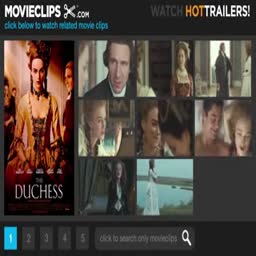 MOVIECLIPS .COM
WATCH HOTTRAILERS!
click below to watch related movie clips
THE
DUCHESS
1 2 3 4 5
click to search only movieclips